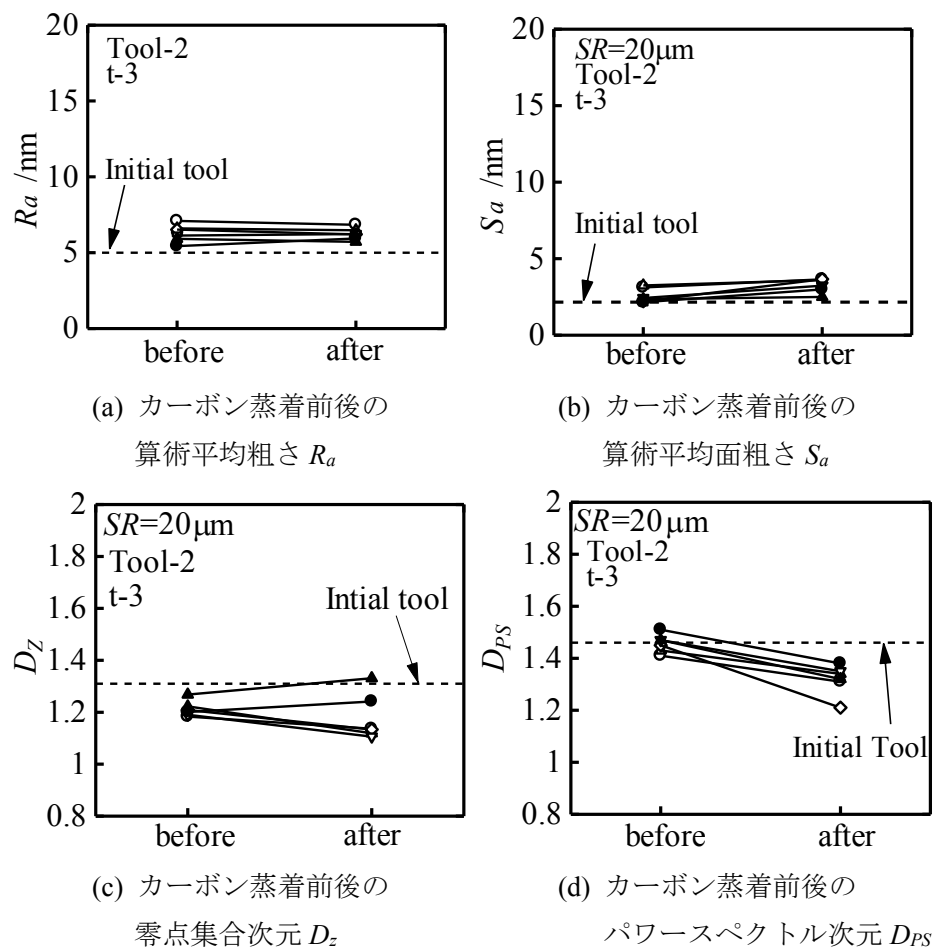 20
15
10
5
0
Ra /nm
Tool-2
t-3
Initial tool
before after
(a) カーボン蒸着前後の
算術平均粗さ Ra
20
15
10
5
0
Sa /nm
SR=20μm
Tool-2
t-3
Initial tool
before after
(b) カーボン蒸着前後の
算術平均面粗さ Sa
2
1.8
1.6
1.4
1.2
1
0.8
DZ
SR=20μm
Tool-2
t-3
Intial tool
before after
(c) カーボン蒸着前後の
零点集合次元 Dz
2
1.8
1.6
1.4
1.2
1
0.8
DPS
SR=20μm
Tool-2
t-3
Initial Tool
before after
(d) カーボン蒸着前後の
パワースペクトル次元 DPS